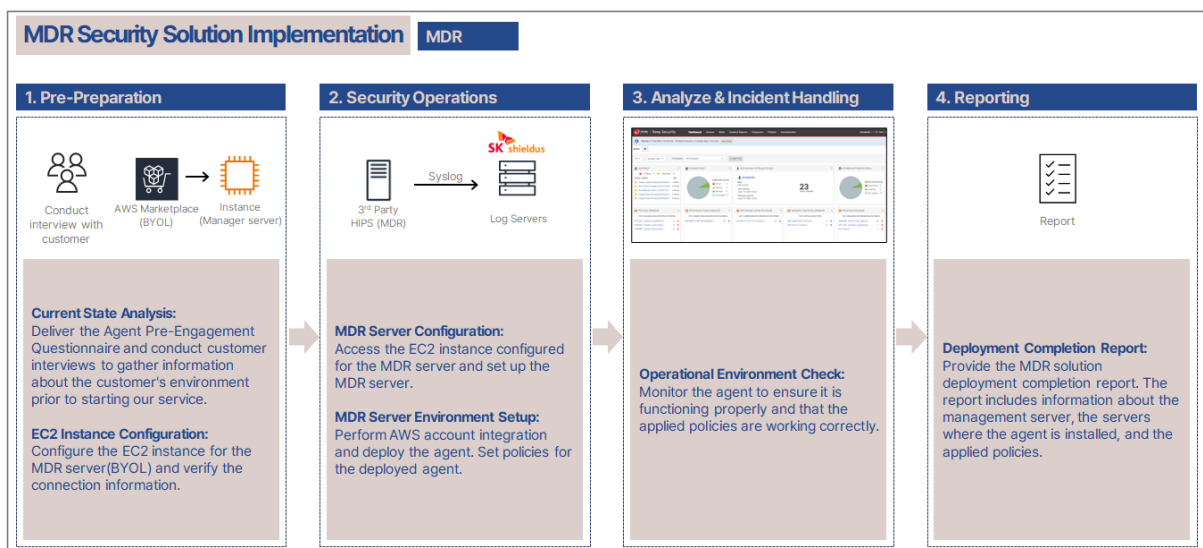 MDR Security Solution Implementation
MDR
1. Pre-Preparation
Conduct
interview with
customer
AWS Marketplace
(BYOL)
Instance
(Manager server)
Current State Analysis:
Deliver the Agent Pre-Engagement
Questionnaire and conduct customer
interviews to gather information
about the customer's environment
prior to starting our service.
EC2 Instance Configuration:
Configure the EC2 instance for the
MDR server(BYOL) and verify the
connection information.
2. Security Operations
SK shieldus
Syslog
3rd Party
HIPS (MDR)
Log Servers
MDR Server Configuration:
Access the EC2 instance configured
for the MDR server and set up the
MDR server.
MDR Server Environment Setup:
Perform AWS account integration
and deploy the agent. Set policies for
the deployed agent.
3. Analyze & Incident Handling
Deep Security
23
Operational Environment Check:
Monitor the agent to ensure it is
functioning properly and that the
applied policies are working correctly.
4. Reporting
Report
Deployment Completion Report:
Provide the MDR solution
deployment completion report. The
report includes information about the
management server, the servers
where the agent is installed, and the
applied policies.